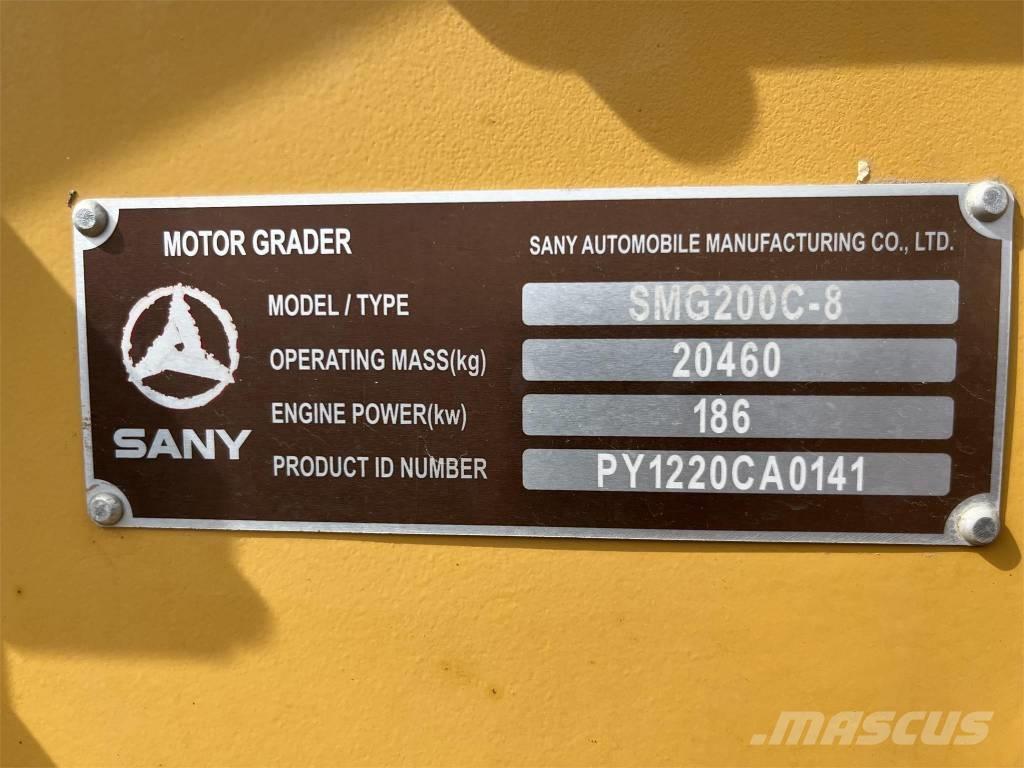 MOTOR GRADER
SANY AUTOMOBILE MANUFACTURING CO., LTD.
MODEL / TYPE SMG200C-8
OPERATING MASS(kg) 20460
ENGINE POWER(kw) 186
SANY
PRODUCT ID NUMBER PY1220CA0141
MASCUS